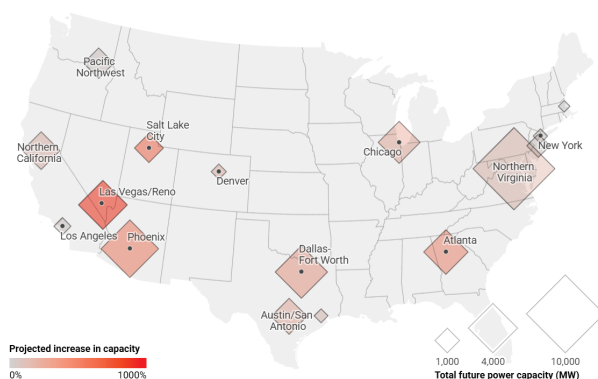 Pacific
Northwest
Salt Lake
City
Northern
California
Chicago
New York
Northern
Virginia
Denver
Las Vegas/Reno
Los Angeles
Phoenix
Dallas-
Fort Worth
Atlanta
Austin/San
Antonio
Projected increase in capacity
0%
1000%
1,000
4,000
10,000
Total future power capacity (MW)